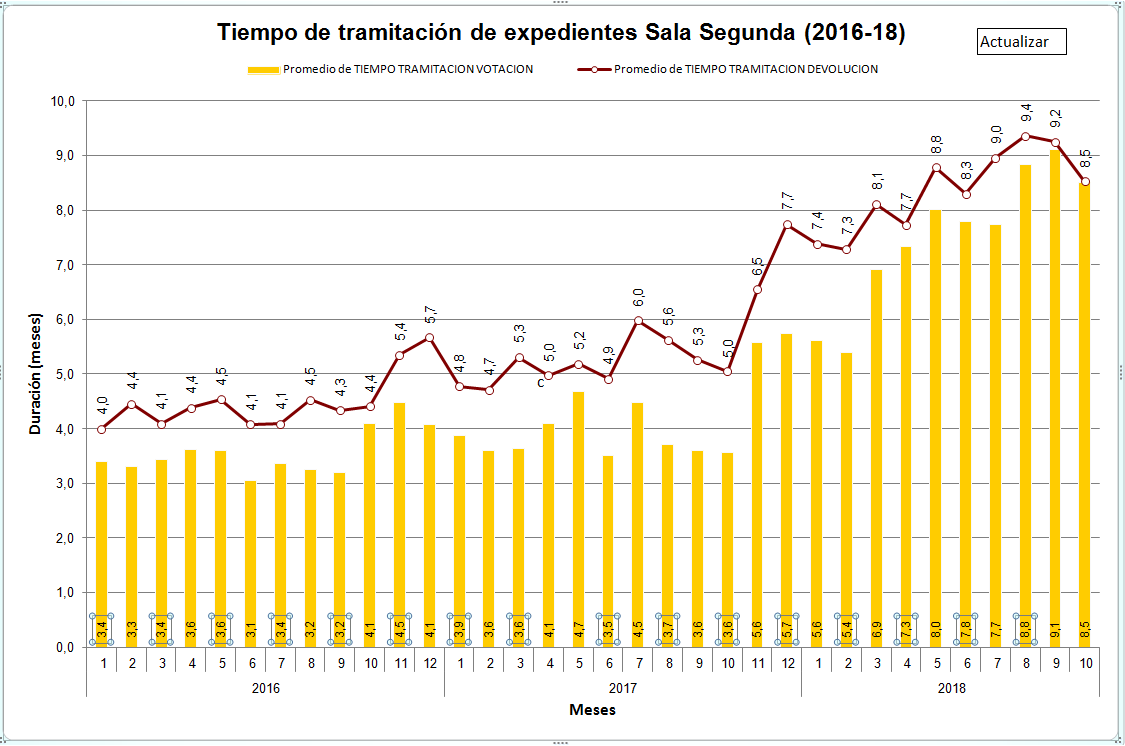 Tiempo de tramitación de expedientes Sala Segunda (2016-18)
Actualizar
Promedio de TIEMPO TRAMITACION VOTACION Promedio de TIEMPO TRAMITACION DEVOLUCION
Duración (meses)
10,0
9,0
8,0
7,0
6,0
5,0
4,0
3,0
2,0
1,0
0,0
4,0 4,4 4,1 4,4 4,5 4,1 4,1 4,5 4,3 4,4 5,4 5,7 4,8 4,7 5,3 5,0 5,2 4,9 6,0 5,6 5,3 5,0 6,5 7,7 7,4 7,3 8,1 7,7 8,8 8,3 9,0 9,4 9,2 8,5
c
3,4 3,3 3,4 3,6 3,6 3,1 3,4 3,2 3,2 4,1 4,5 4,1 3,9 3,6 3,6 4,1 4,7 3,5 4,5 3,7 3,6 3,6 5,6 5,7 5,6 5,4 6,9 7,3 8,0 7,8 7,7 8,8 9,1 8,5
1 2 3 4 5 6 7 8 9 10 11 12 1 2 3 4 5 6 7 8 9 10 11 12 1 2 3 4 5 6 7 8 9 10
2016 2017 2018
Meses